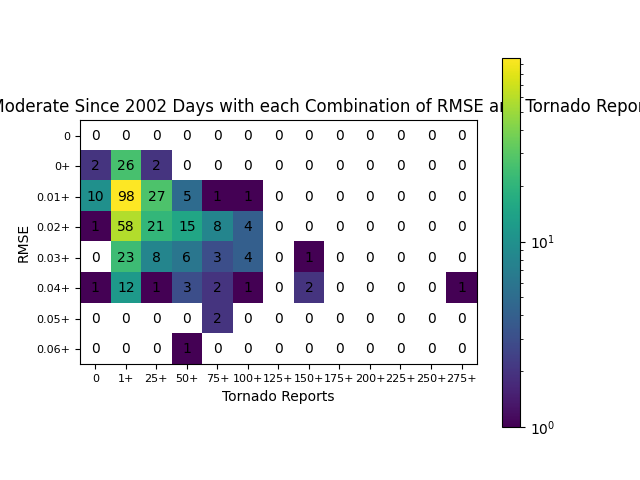 Moderate Since 2002 Days with each Combination of RMSE and Tornado Repor
RMSE
0 0 0 0 0 0 0 0 0 0 0 0 0 0
0+ 2 26 2 0 0 0 0 0 0 0 0 0 0
0.01+ 10 98 27 5 1 1 0 0 0 0 0 0 0
0.02+ 1 58 21 15 8 4 0 0 0 0 0 0 0
0.03+ 0 23 8 6 3 4 0 1 0 0 0 0 0
0.04+ 1 12 1 3 2 1 0 2 0 0 0 0 1
0.05+ 0 0 0 0 2 0 0 0 0 0 0 0 0
0.06+ 0 0 0 1 0 0 0 0 0 0 0 0 0
0 1+ 25+ 50+ 75+ 100+ 125+ 150+ 175+ 200+ 225+ 250+ 275+
Tornado Reports
10¹
10⁰